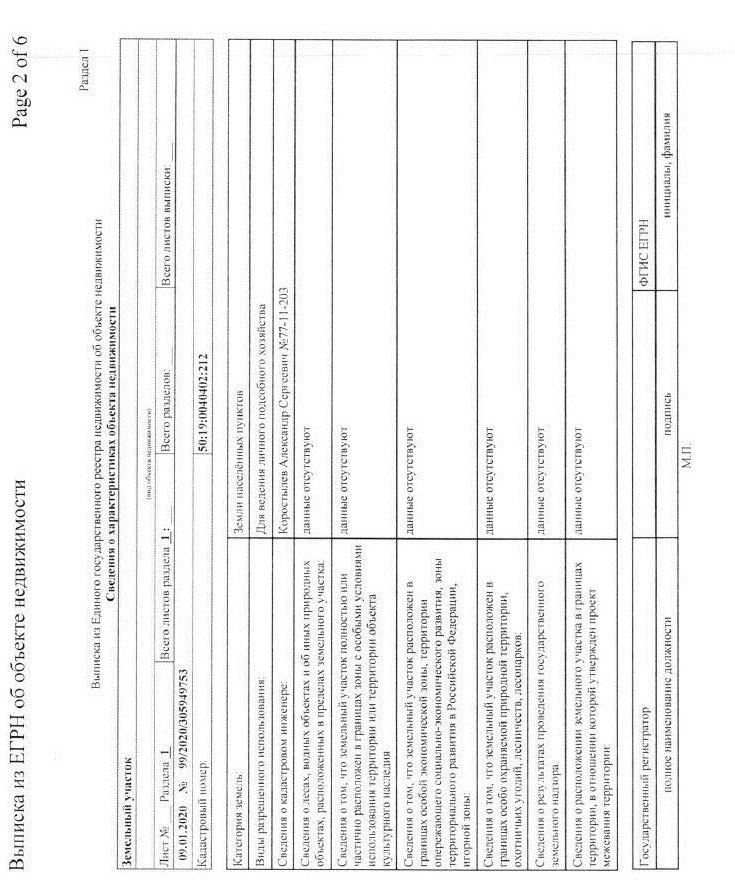 Выписка из ЕГРН об объекте недвижимости
Page 2 of 6
Раздел 1
Выписка из Единого государственного реестра недвижимости об объекте недвижимости
Сведения о характеристиках объекта недвижимости
Земельный участок
(вид объекта недвижимости)
Лист № ___ Раздела 1
Всего листов раздела 1 :
Всего разделов: ___
Всего листов выписки: ___
09.01.2020 № 99/2020/305949753
Кадастровый номер:
50:19:0040402:212
Категория земель:
Земли населённых пунктов
Виды разрешенного использования:
Для ведения личного подсобного хозяйства
Сведения о кадастровом инженере:
Коростылев Александр Сергеевич №77-11-203
Сведения о лесах, водных объектах и об иных природных
объектах, расположенных в пределах земельного участка:
данные отсутствуют
Сведения о том, что земельный участок полностью или
частично расположен в границах зоны с особыми условиями
использования территории или территории объекта
культурного наследия
данные отсутствуют
Сведения о том, что земельный участок расположен в
границах особой экономической зоны, территории
опережающего социально-экономического развития, зоны
территориального развития в Российской Федерации,
игорной зоны:
данные отсутствуют
Сведения о том, что земельный участок расположен в
границах особо охраняемой природной территории,
охотничьих угодий, лесничеств, лесопарков:
данные отсутствуют
Сведения о результатах проведения государственного
земельного надзора
данные отсутствуют
Сведения о расположении земельного участка в границах
территории, в отношении которой утвержден проект
межевания территории:
данные отсутствуют
Государственный регистратор
ФГИС ЕГРН
полное наименование должности
подпись
инициалы, фамилия
М.П.